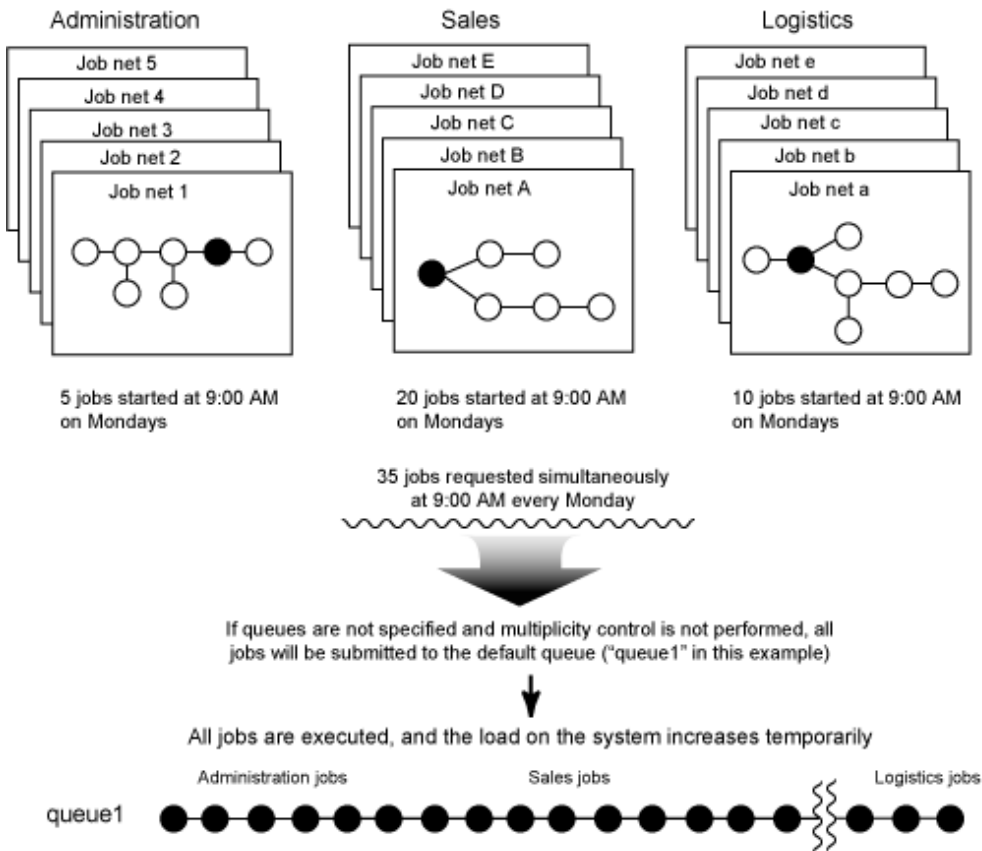 Administration
Sales
Logistics
Job net 5
Job net 4
Job net 3
Job net 2
Job net 1
Job net E
Job net D
Job net C
Job net B
Job net A
Job net e
Job net d
Job net c
Job net b
Job net a
5 jobs started at 9:00 AM
on Mondays
20 jobs started at 9:00 AM
on Mondays
10 jobs started at 9:00 AM
on Mondays
35 jobs requested simultaneously
at 9:00 AM every Monday
If queues are not specified and multiplicity control is not performed, all
jobs will be submitted to the default queue (“queue1” in this example)
All jobs are executed, and the load on the system increases temporarily
Administration jobs
Sales jobs
Logistics jobs
queue1